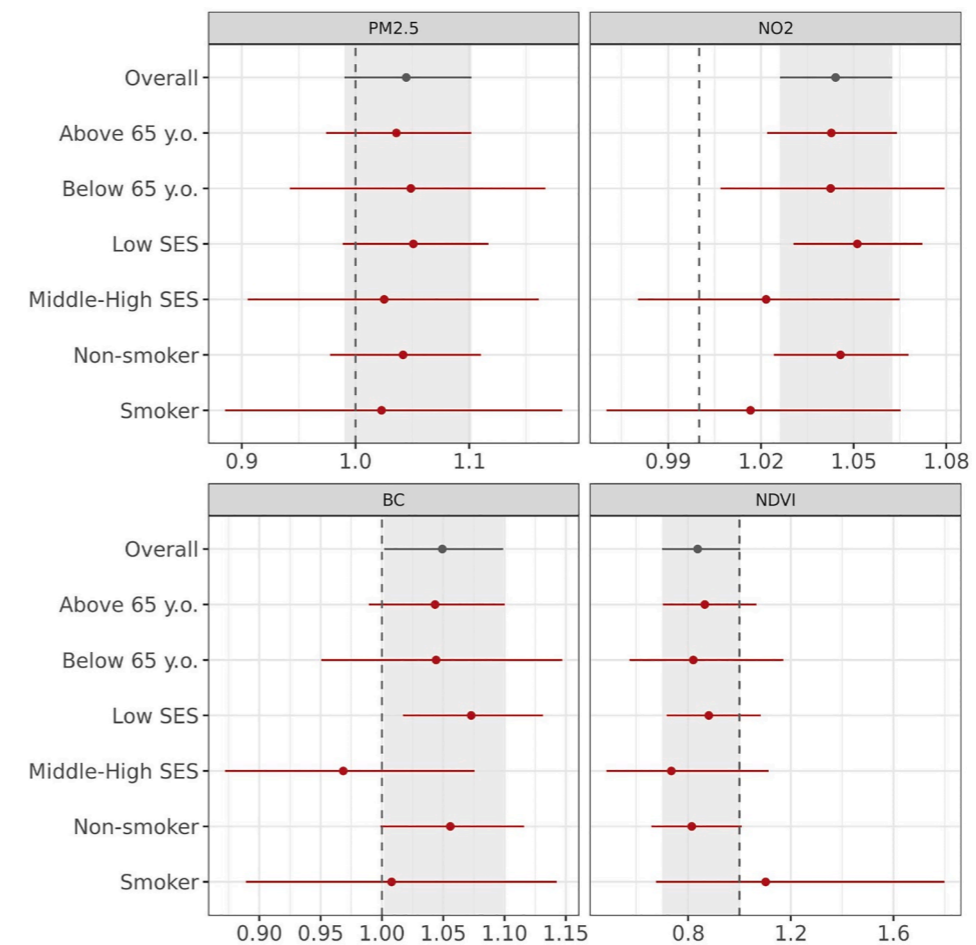 PM2.5 NO2
Overall
Above 65 y.o.
Below 65 y.o.
Low SES
Middle-High SES
Non-smoker
Smoker
0.9 1.0 1.1 0.99 1.02 1.05 1.08
BC NDVI
Overall
Above 65 y.o.
Below 65 y.o.
Low SES
Middle-High SES
Non-smoker
Smoker
0.90 0.95 1.00 1.05 1.10 1.15 0.8 1.2 1.6